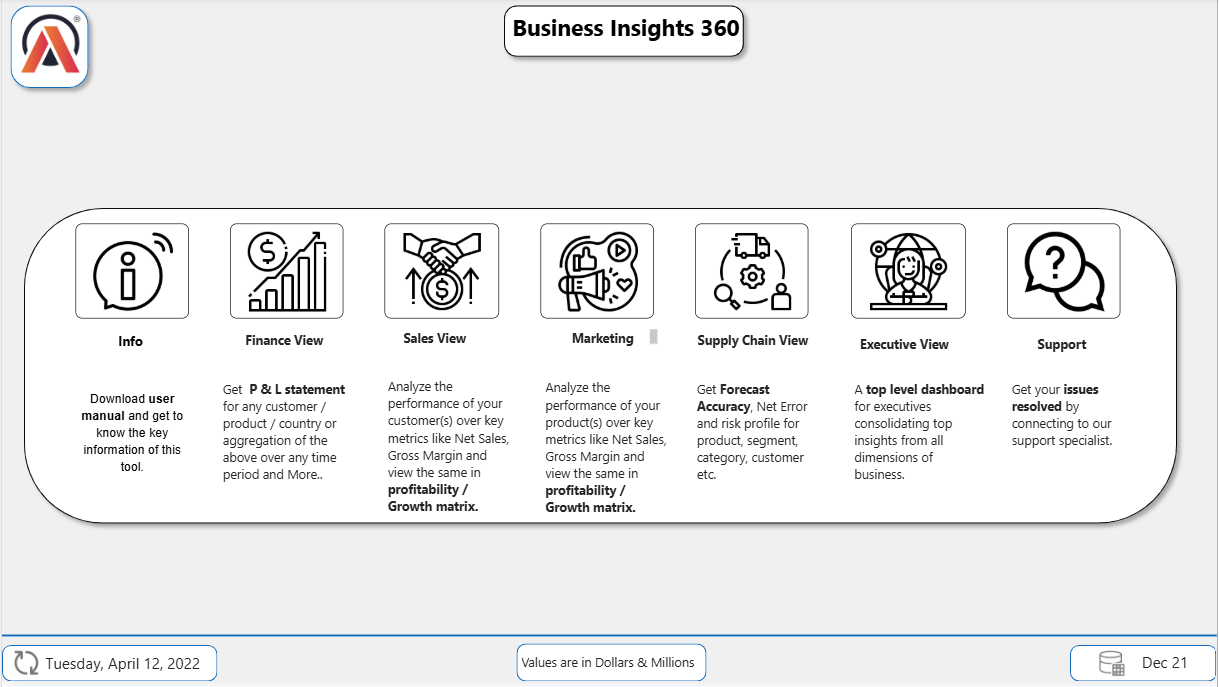 ®
Business Insights 360
Info
Finance View
Sales View
Marketing
Supply Chain View
Executive View
Support
Download user
manual and get to
know the key
information of this
tool.
Get P & L statement
for any customer /
product / country or
aggregation of the
above over any time
period and More..
Analyze the
performance of your
customer(s) over key
metrics like Net Sales,
Gross Margin and
view the same in
profitability /
Growth matrix.
Analyze the
performance of your
product(s) over key
metrics like Net Sales,
Gross Margin and
view the same in
profitability /
Growth matrix.
Get Forecast
Accuracy, Net Error
and risk profile for
product, segment,
category, customer
etc.
A top level dashboard
for executives
consolidating top
insights from all
dimensions of
business.
Get your issues
resolved by
connecting to our
support specialist.
Tuesday, April 12, 2022
Values are in Dollars & Millions
Dec 21